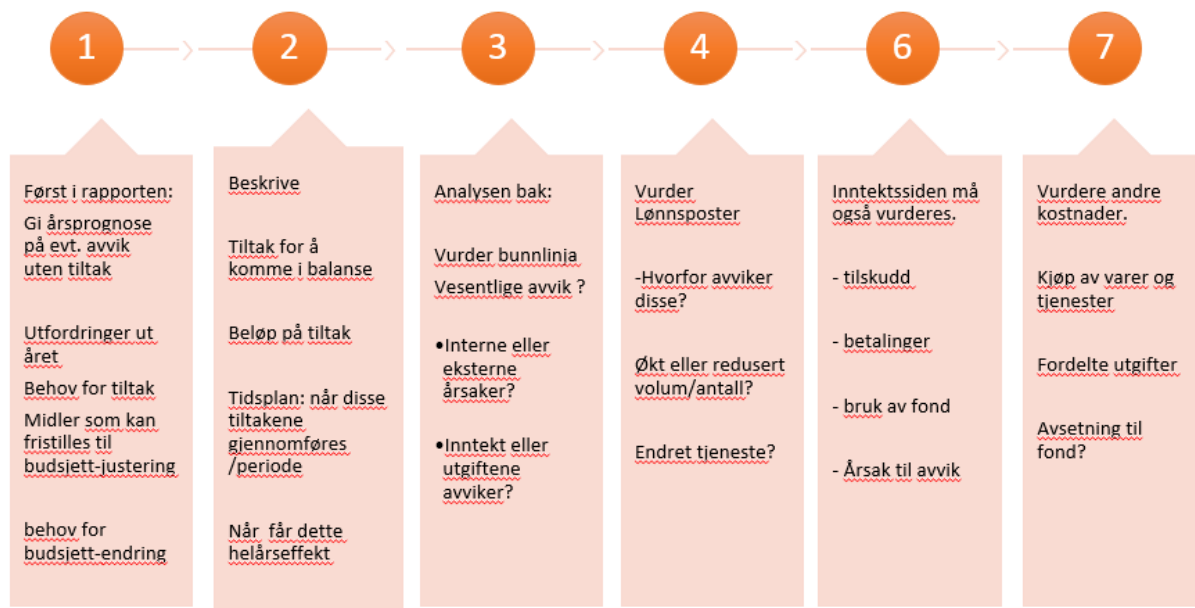 1
2
3
4
6
7
Først i rapporten:
Gi årsprognose
på evt. avvik
uten tiltak
Utfordringer ut
året
Behov for tiltak
Midler som kan
fristilles til
budsjett-justering
behov for
budsjett-endring
Beskrive
Tiltak for å
komme i balanse
Beløp på tiltak
Tidsplan: når disse
tiltakene
gjennomføres
/periode
Når  får dette
helårseffekt
Analysen bak:
Vurder bunnlinja
Vesentlige avvik ?
•Interne eller
eksterne
årsaker?
•Inntekt eller
utgiftene
avviker?
Vurder
Lønnsposter
-Hvorfor avviker
disse?
Økt eller redusert
volum/antall?
Endret tjeneste?
Inntektssiden må
også vurderes.
- tilskudd
- betalinger
- bruk av fond
- Årsak til avvik
Vurdere andre
kostnader.
Kjøp av varer og
tjenester
Fordelte utgifter
Avsetning til
fond?